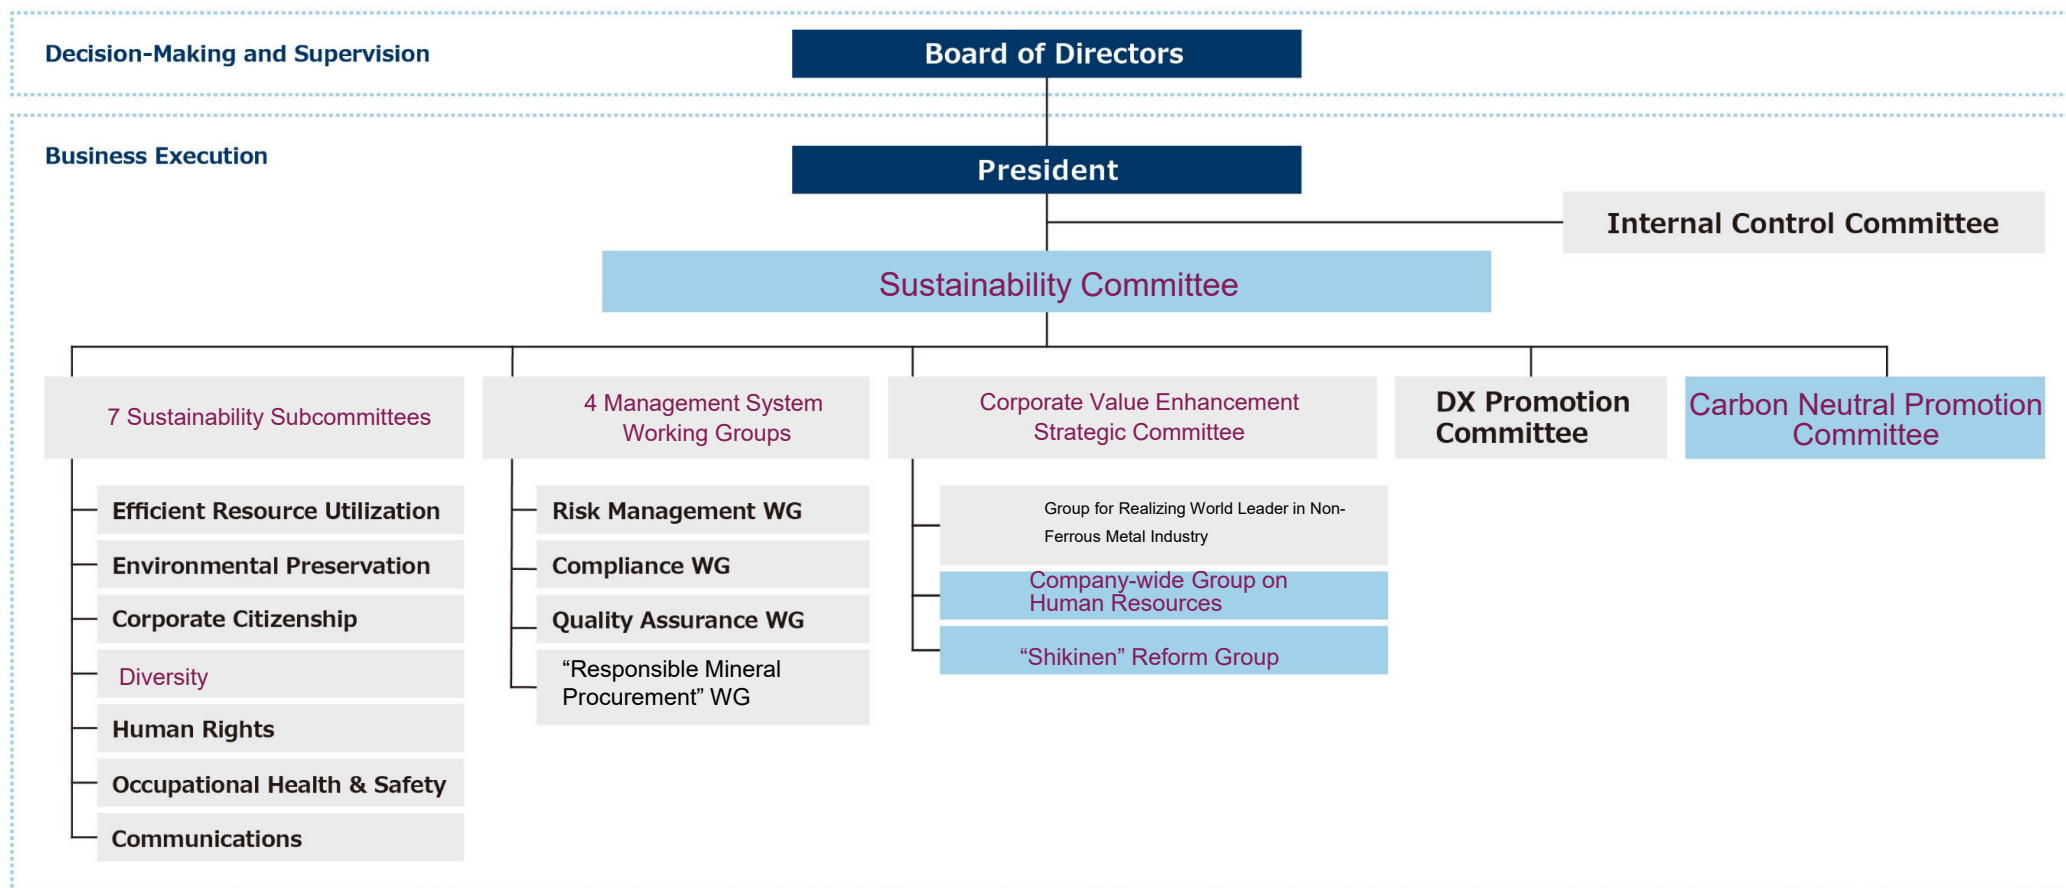 Decision-Making and Supervision
Board of Directors
Business Execution
President
Internal Control Committee
Sustainability Committee
7 Sustainability Subcommittees
4 Management System
Working Groups
Corporate Value Enhancement
Strategic Committee
DX Promotion
Committee
Carbon Neutral Promotion
Committee
Efficient Resource Utilization
Environmental Preservation
Corporate Citizenship
Diversity
Human Rights
Occupational Health & Safety
Communications
Risk Management WG
Compliance WG
Quality Assurance WG
“Responsible Mineral
Procurement” WG
Group for Realizing World Leader in Non-
Ferrous Metal Industry
Company-wide Group on
Human Resources
“Shikinen” Reform Group